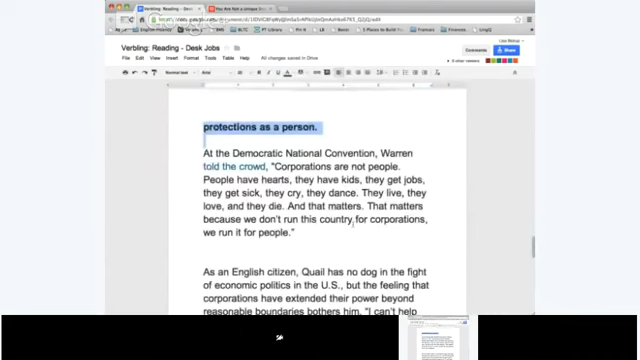 Verbling: Reading - Desk Jobs
File Edit View Insert Format Tools Table Help All changes saved in Drive
Comments Share
Normal text Arial
protections as a person.
At the Democratic National Convention, Warren
told the crowd, “Corporations are not people.
People have hearts, they have kids, they get jobs,
they get sick, they cry, they dance. They live, they
love, and they die. And that matters. That matters
because we don’t run this country for corporations,
we run it for people.”
As an English citizen, Quail has no dog in the fight
of economic politics in the U.S., but the feeling that
corporations have extended their power beyond
reasonable boundaries bothers him. “I can’t help